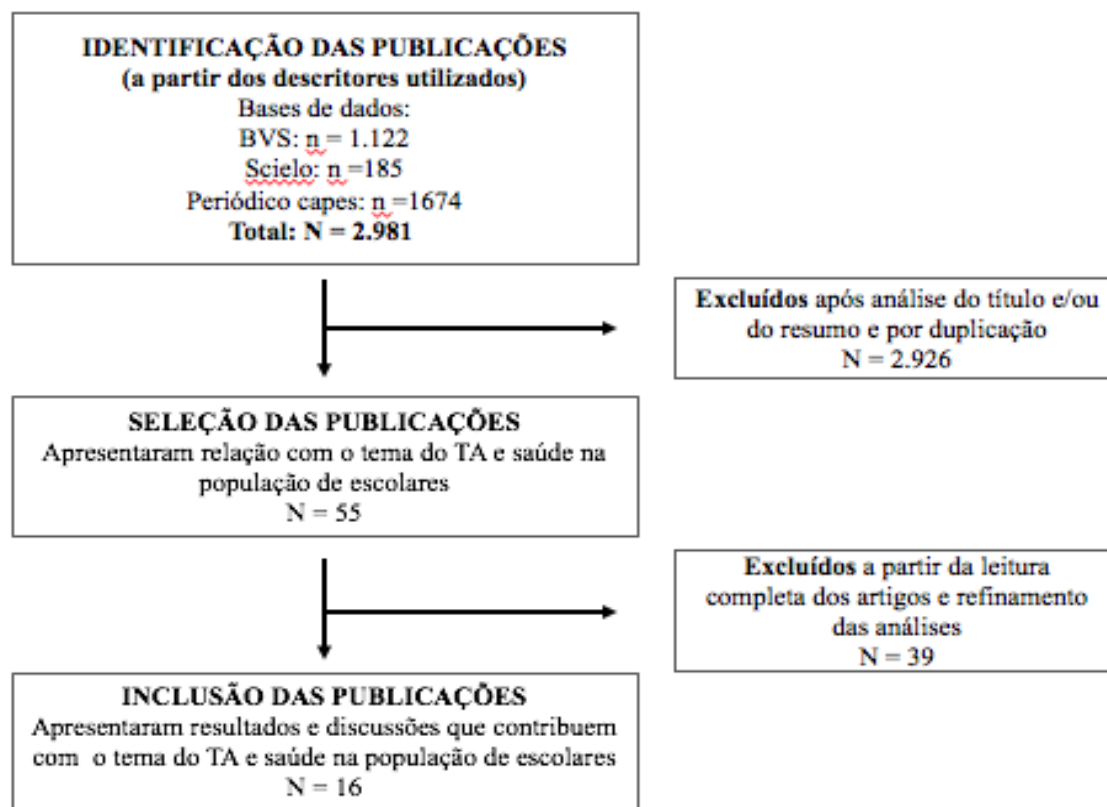 IDENTIFICAÇÃO DAS PUBLICAÇÕES
(a partir dos descritores utilizados)
Bases de dados:
BVS: n = 1.122
Scielo: n =185
Periódico capes: n =1674
Total: N = 2.981
Excluídos após análise do título e/ou
do resumo e por duplicação
N = 2.926
SELEÇÃO DAS PUBLICAÇÕES
Apresentaram relação com o tema do TA e saúde na
população de escolares
N = 55
Excluídos a partir da leitura
completa dos artigos e refinamento
das análises
N = 39
INCLUSÃO DAS PUBLICAÇÕES
Apresentaram resultados e discussões que contribuem
com o tema do TA e saúde na população de escolares
N = 16